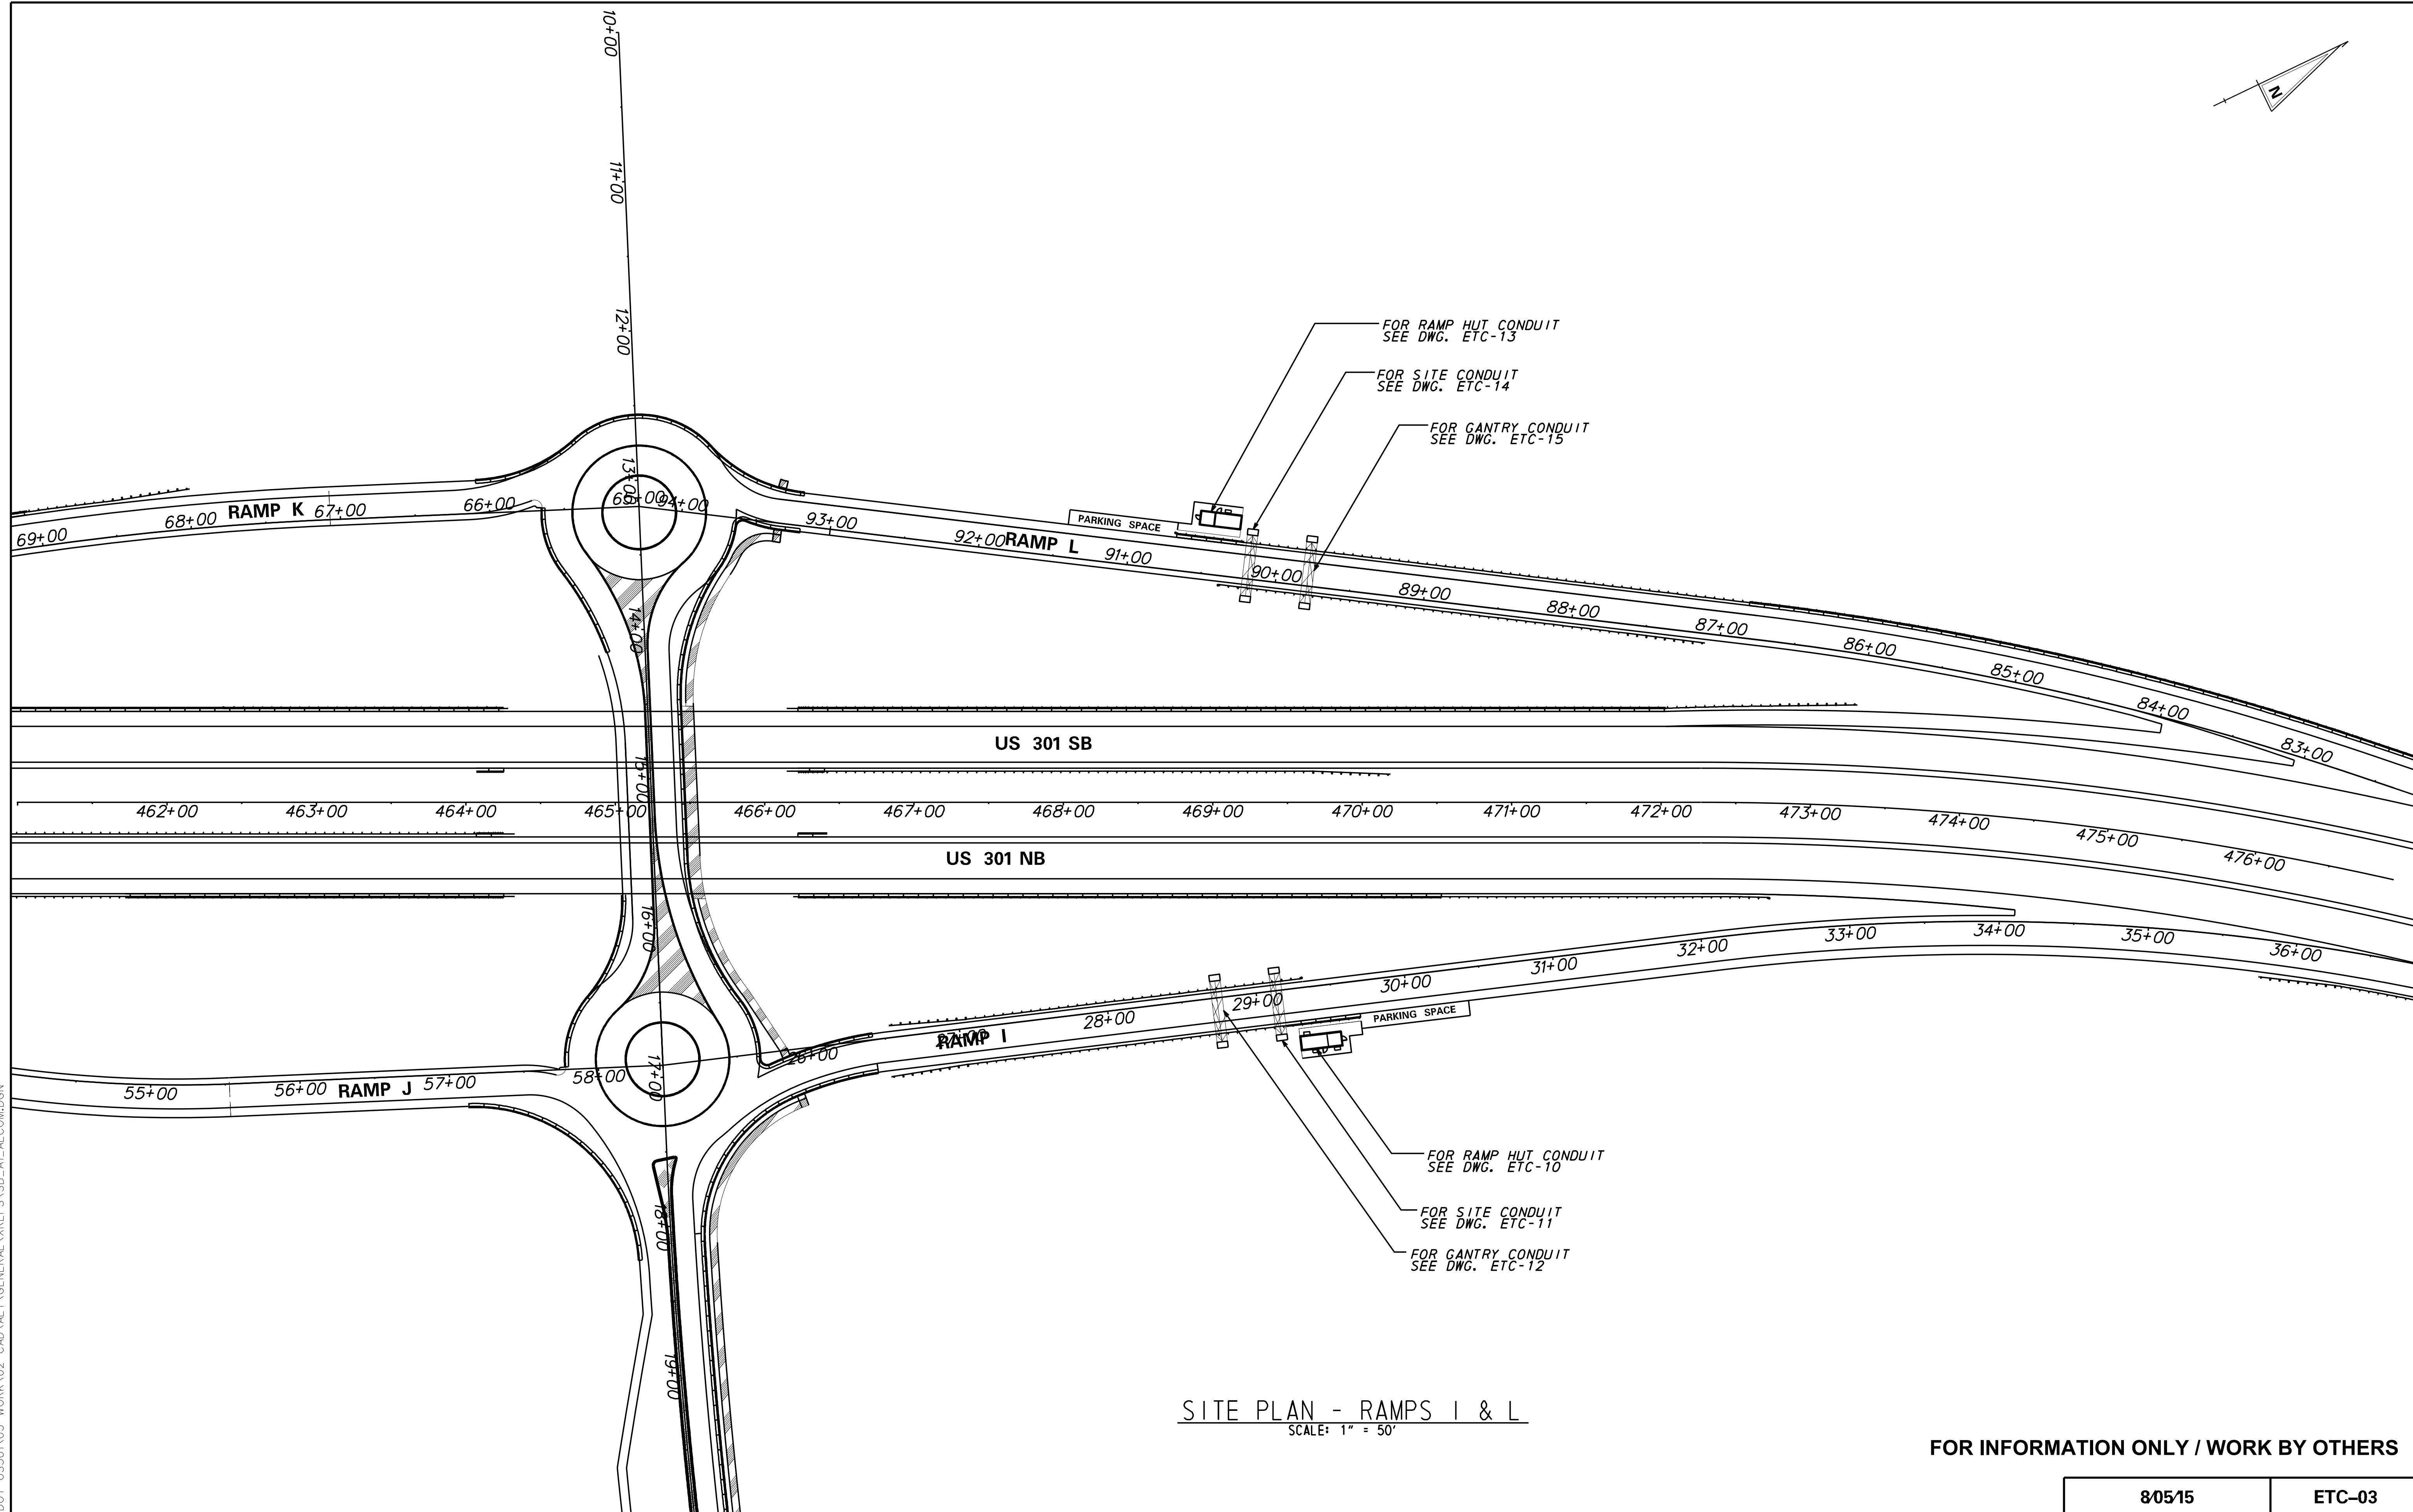 10+00
11+00
12+00
13+00
14+00
15+00
16+00
17+00
18+00
19+00
N
FOR RAMP HUT CONDUIT
SEE DWG. ETC-13
FOR SITE CONDUIT
SEE DWG. ETC-14
FOR GANTRY CONDUIT
SEE DWG. ETC-15
69+00
68+00
RAMP K
67+00
66+00
65+00
94+00
93+00
92+00
RAMP L
91+00
90+00
89+00
88+00
87+00
86+00
85+00
84+00
83+00
PARKING SPACE
US 301 SB
462+00
463+00
464+00
465+00
466+00
467+00
468+00
469+00
470+00
471+00
472+00
473+00
474+00
475+00
476+00
US 301 NB
55+00
56+00
RAMP J
57+00
58+00
26+00
27+00
RAMP I
28+00
29+00
30+00
31+00
32+00
33+00
34+00
35+00
36+00
PARKING SPACE
FOR RAMP HUT CONDUIT
SEE DWG. ETC-10
FOR SITE CONDUIT
SEE DWG. ETC-11
FOR GANTRY CONDUIT
SEE DWG. ETC-12
SITE PLAN - RAMPS I & L
SCALE: 1" = 50'
FOR INFORMATION ONLY / WORK BY OTHERS
8/05/15
ETC-03